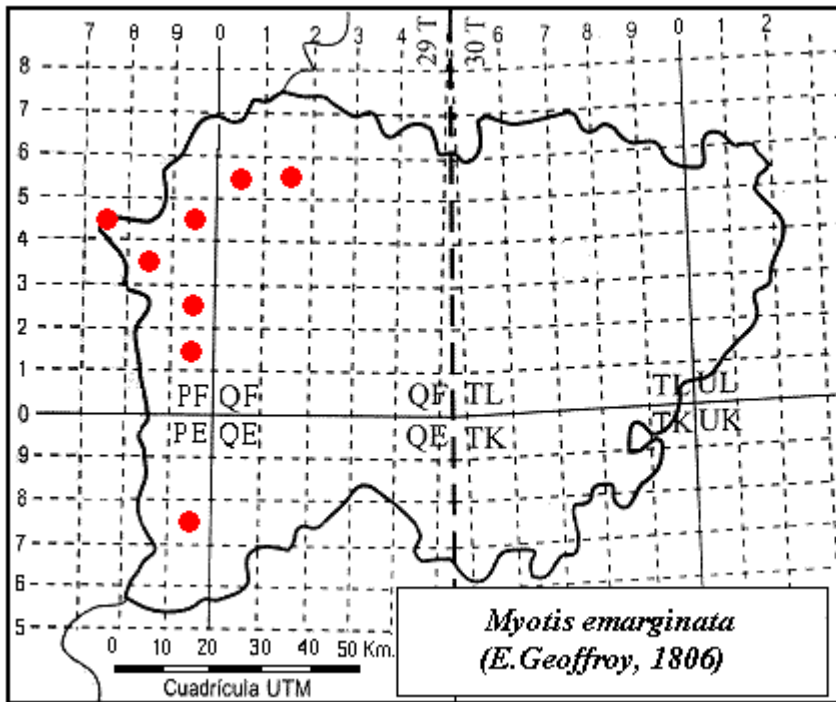 7 8 9 0 1 2 3 4 29 T 30 T 6 7 8 9 0 1 2
8
7
6
5
4
3
2
1
PF QF QF TL TL UL
0
PE QE QE TK TK UK
9
8
7
6
5
0 10 20 30 40 50 Km.
Cuadrícula UTM
Myotis emarginata
(E.Geoffroy, 1806)